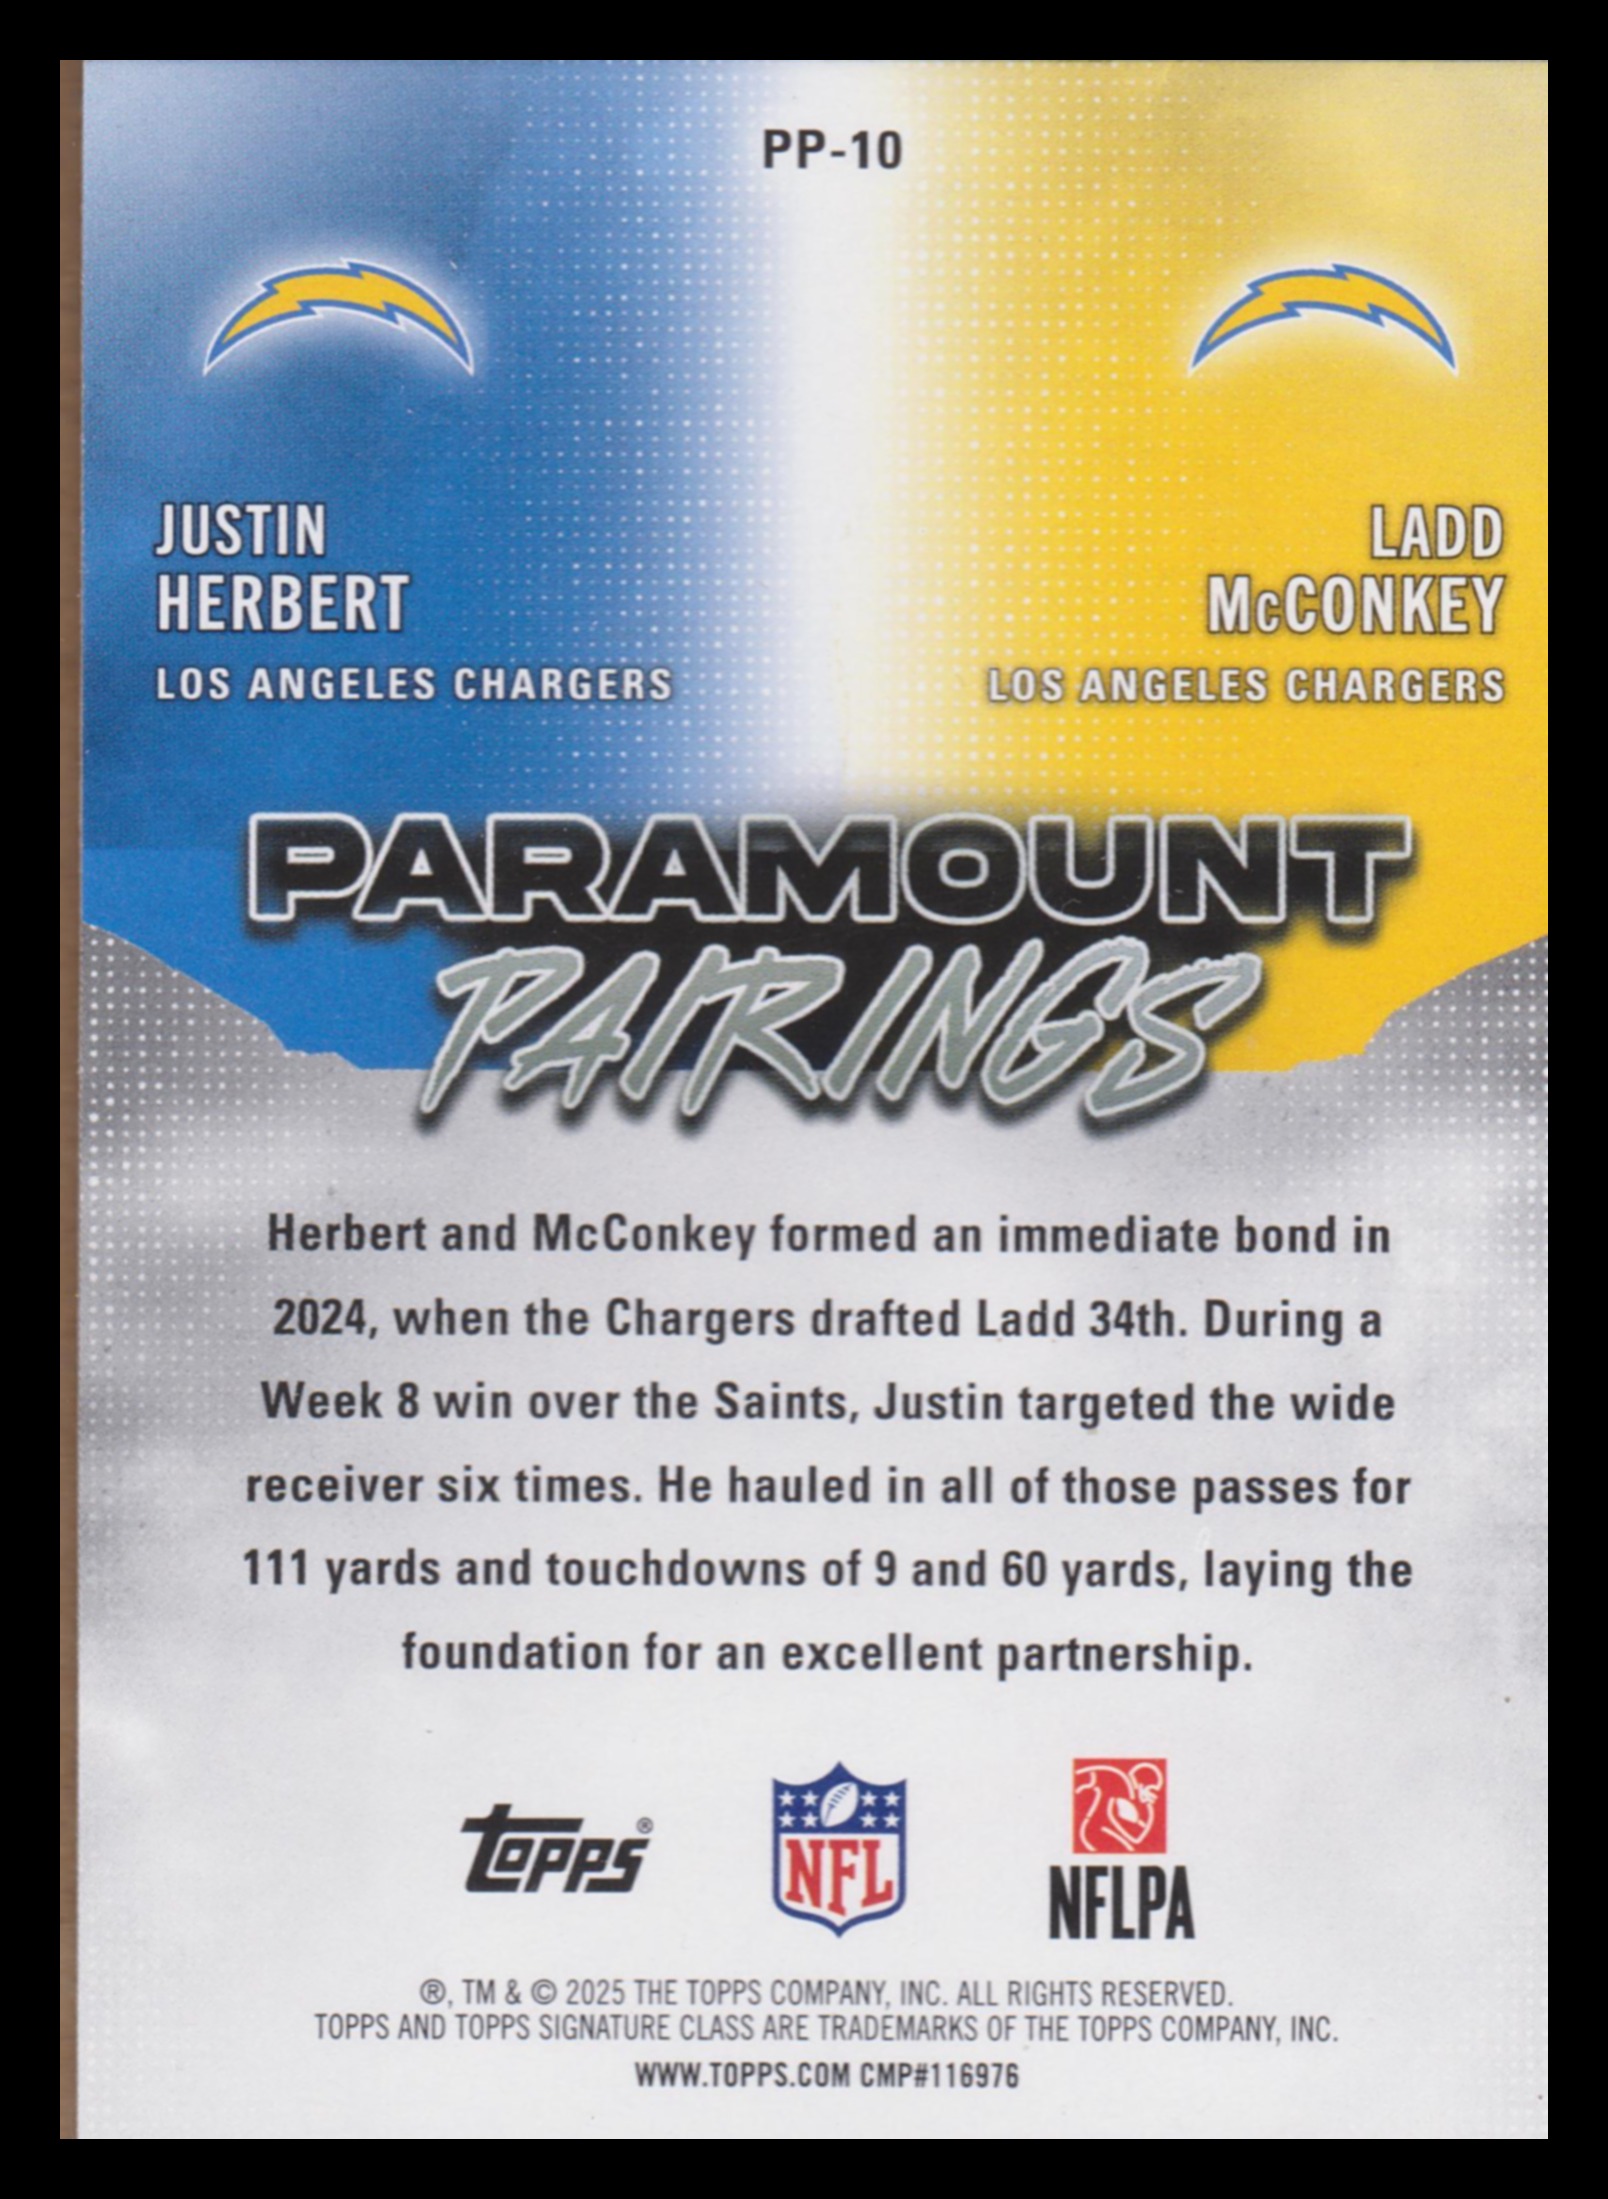 PP-10
JUSTIN
HERBERT
LOS ANGELES CHARGERS
LADD
McCONKEY
LOS ANGELES CHARGERS
PARAMOUNT
PAIRINGS
Herbert and McConkey formed an immediate bond in
2024, when the Chargers drafted Ladd 34th. During a
Week 8 win over the Saints, Justin targeted the wide
receiver six times. He hauled in all of those passes for
111 yards and touchdowns of 9 and 60 yards, laying the
foundation for an excellent partnership.
Topps®
NFL
NFLPA
®, TM & © 2025 THE TOPPS COMPANY, INC. ALL RIGHTS RESERVED.
TOPPS AND TOPPS SIGNATURE CLASS ARE TRADEMARKS OF THE TOPPS COMPANY, INC.
WWW.TOPPS.COM CMP#116976